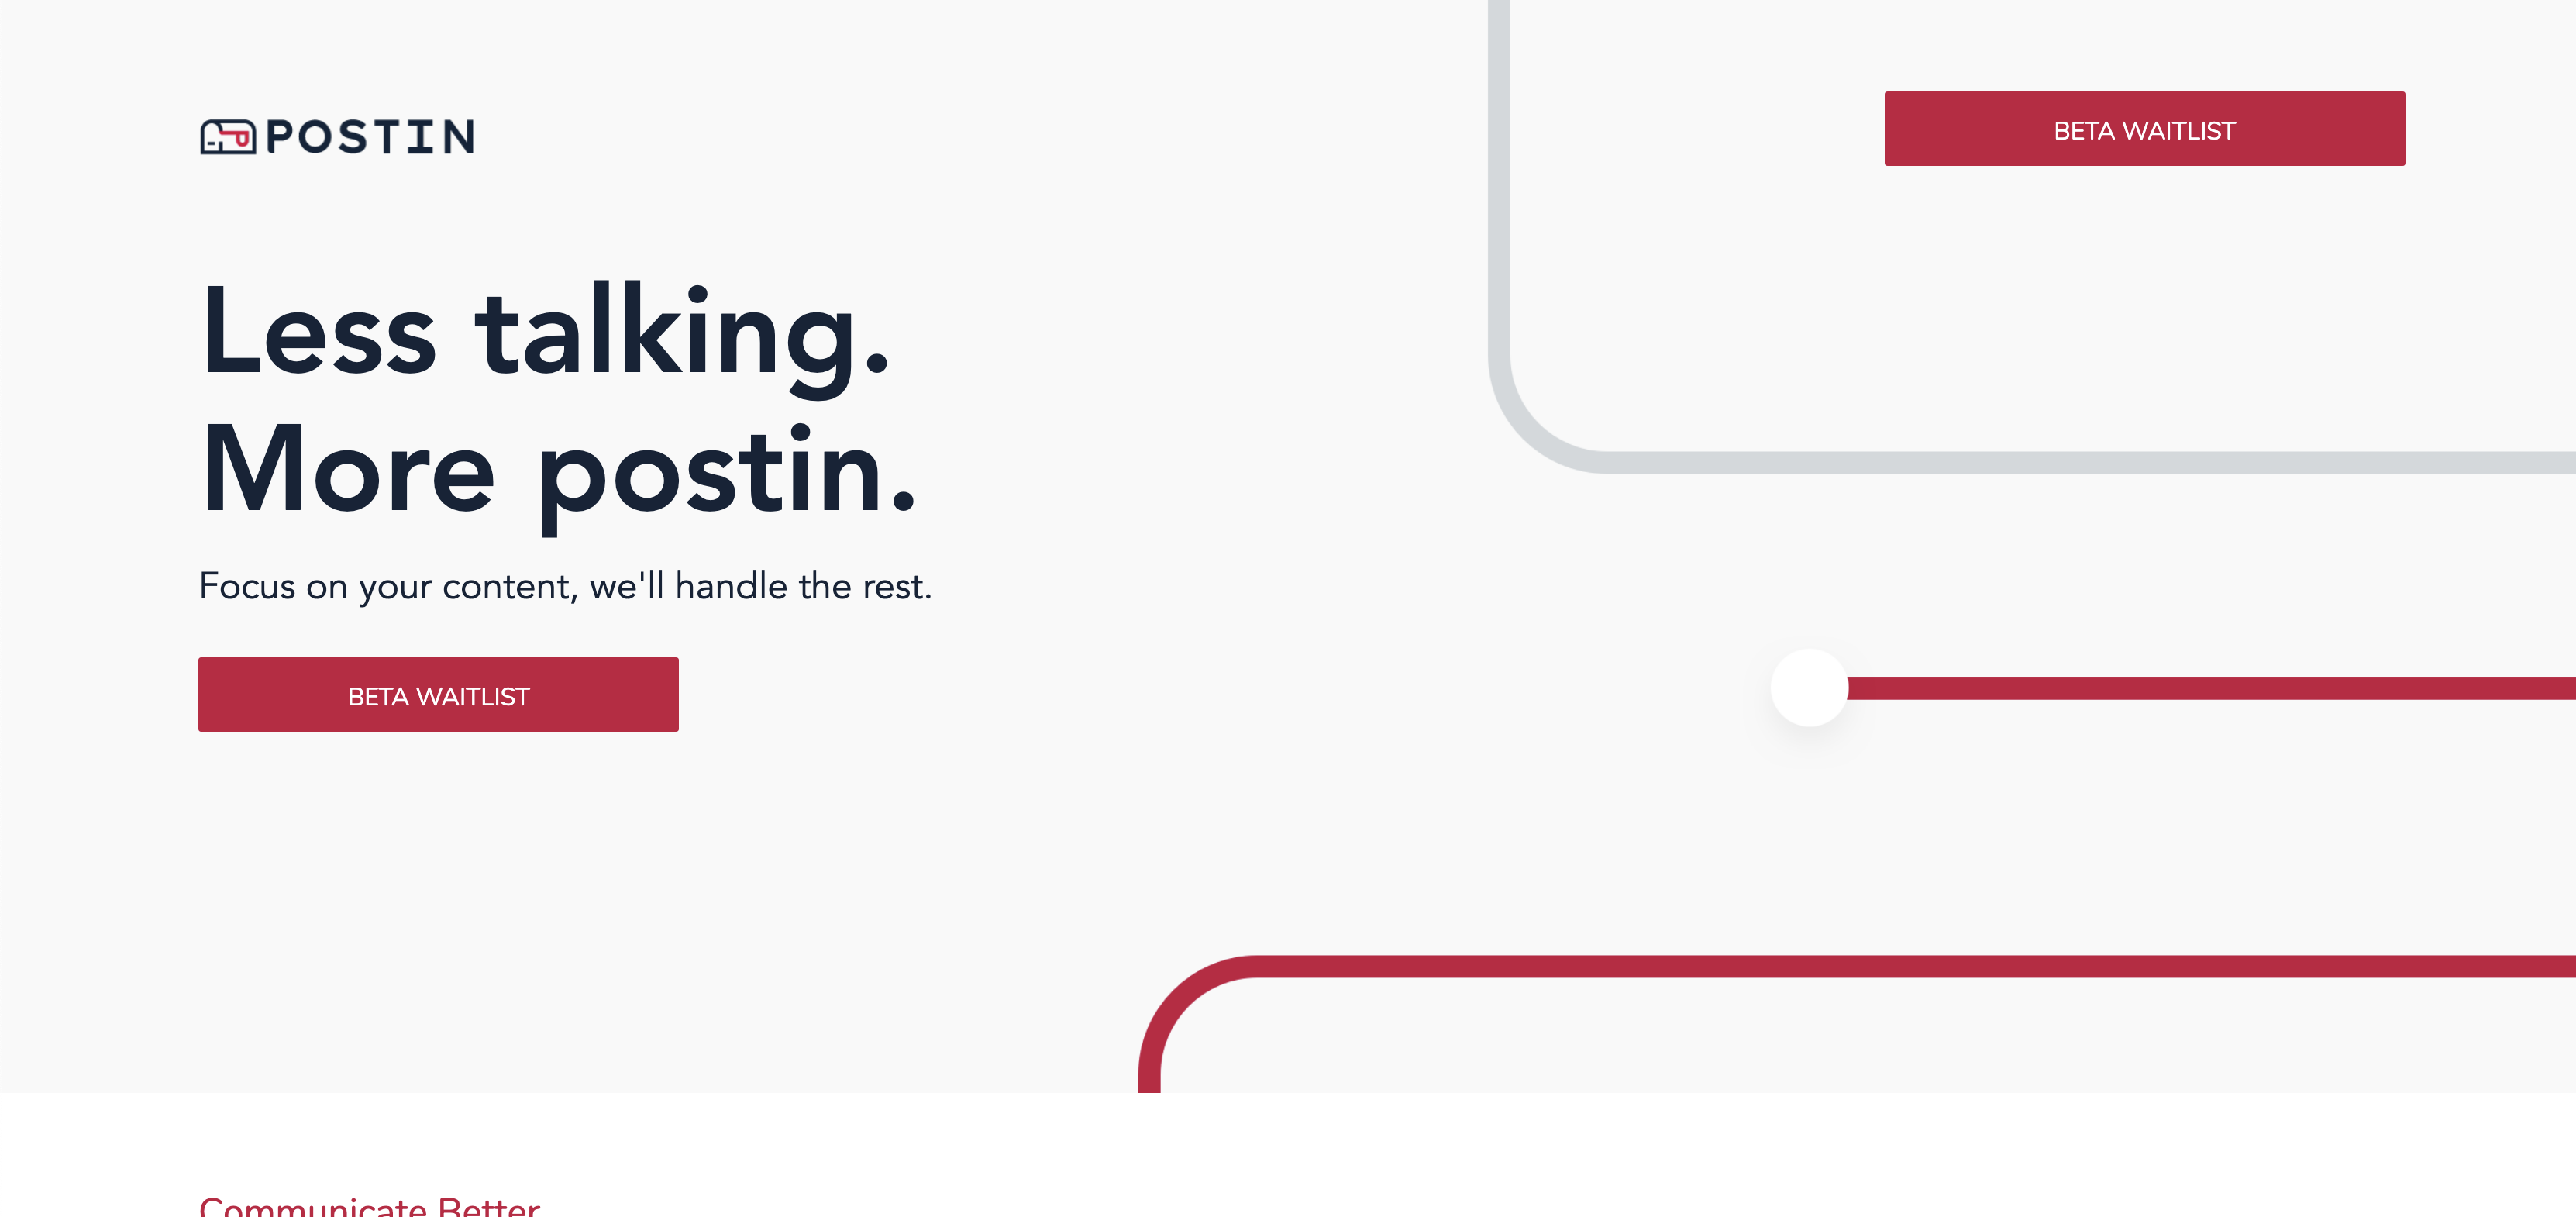 POSTIN
BETA WAITLIST
Less talking.
More postin.
Focus on your content, we'll handle the rest.
BETA WAITLIST
Communicate Better